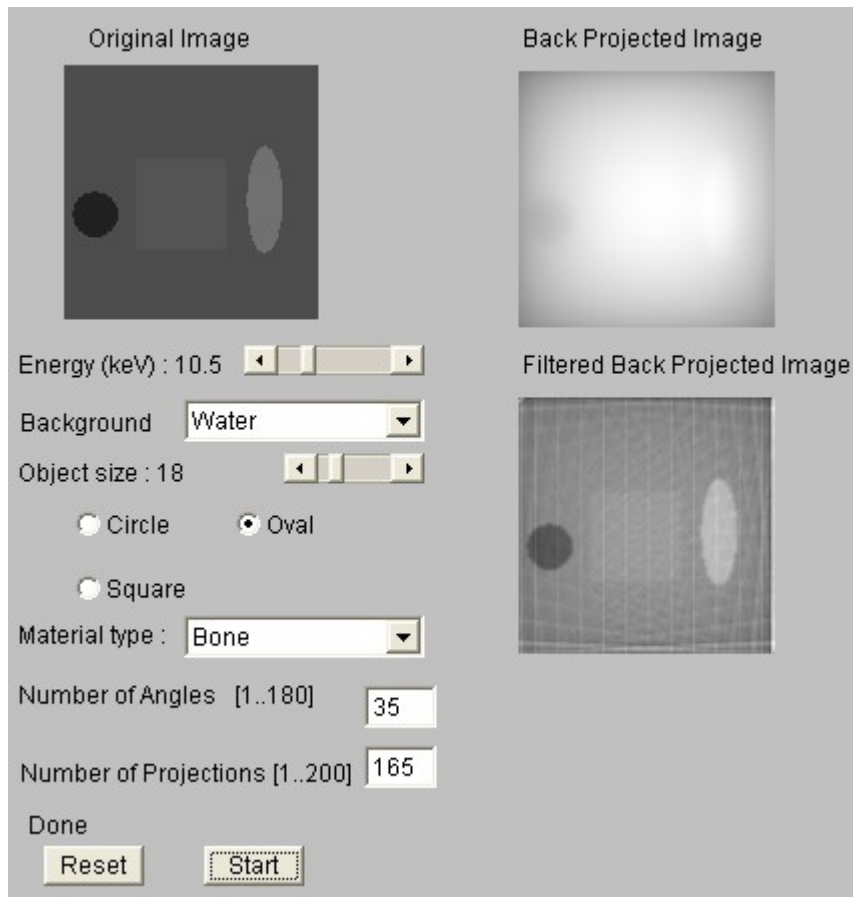 Original Image
Back Projected Image
Energy (keV) : 10.5
Filtered Back Projected Image
Background Water
Object size : 18
Circle Oval
Square
Material type : Bone
Number of Angles [1..180] 35
Number of Projections [1..200] 165
Done
Reset Start